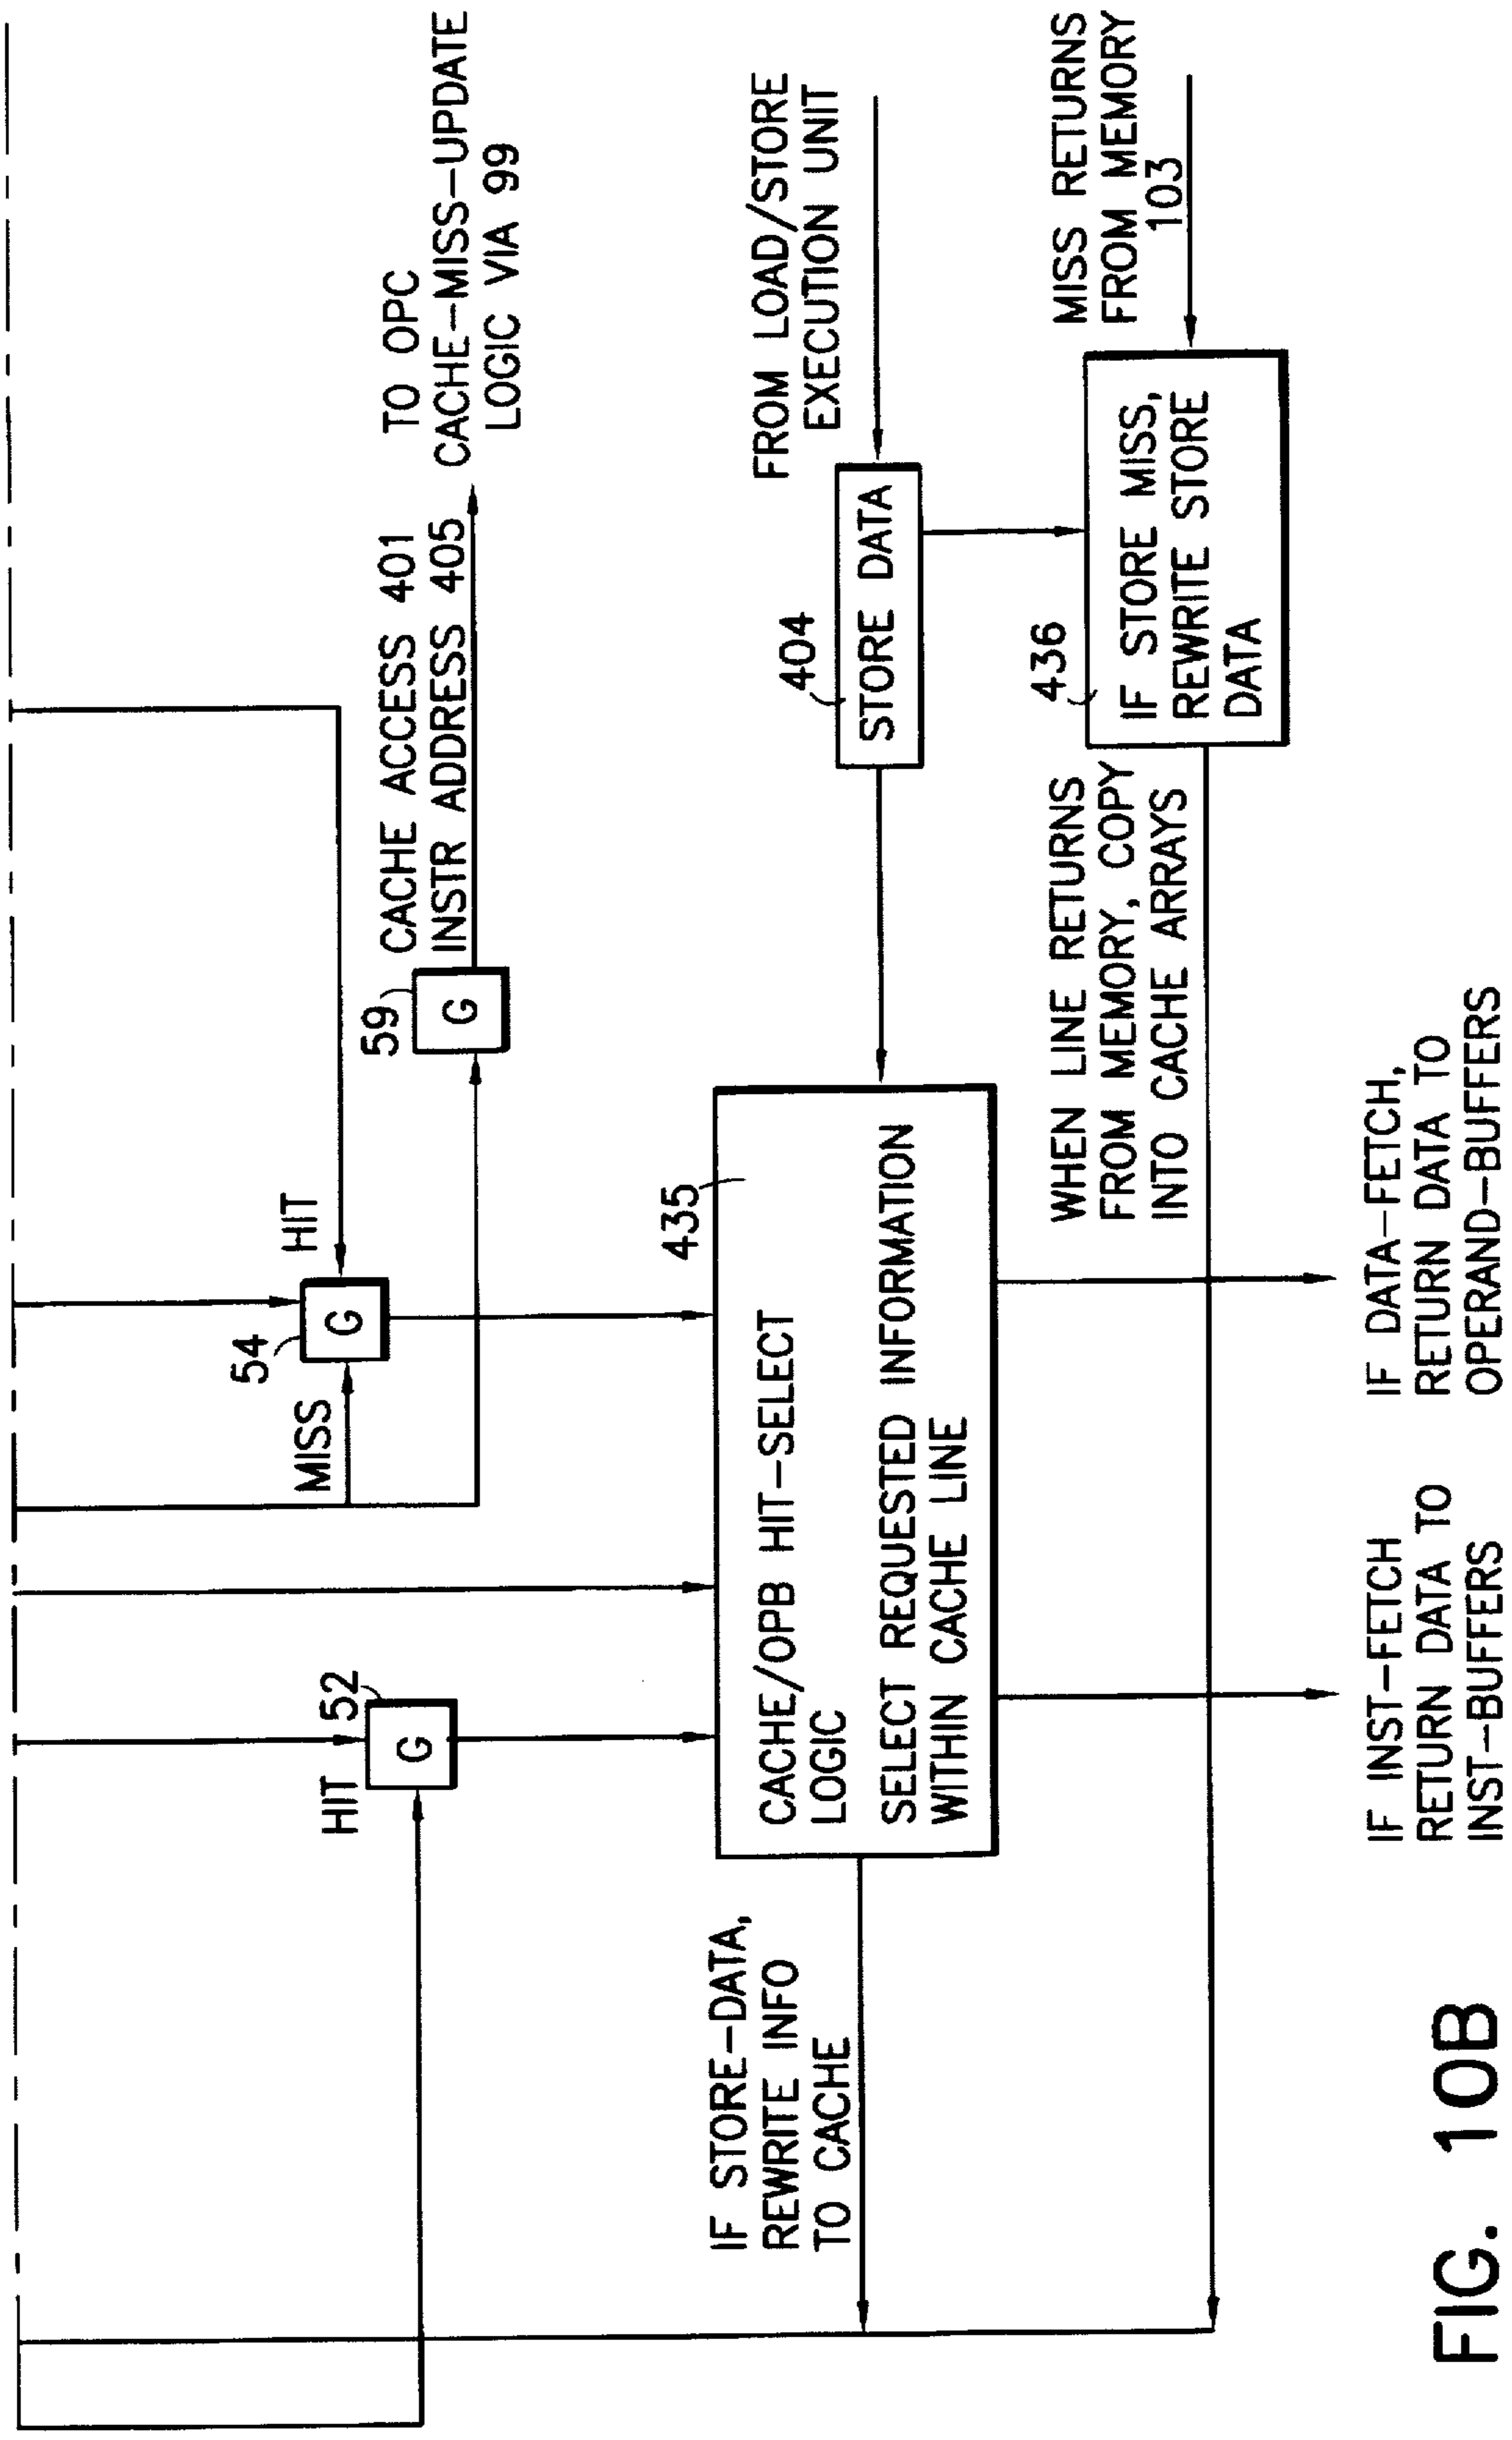 HIT
54
G
MISS
HIT
52
G
59
G
CACHE ACCESS 401
INSTR ADDRESS 405
TO OPC
CACHE-MISS-UPDATE
LOGIC VIA 99
435
CACHE/OPB HIT-SELECT
LOGIC
SELECT REQUESTED INFORMATION
WITHIN CACHE LINE
404
STORE DATA
FROM LOAD/STORE
EXECUTION UNIT
IF STORE-DATA,
REWRITE INFO
TO CACHE
WHEN LINE RETURNS
FROM MEMORY, COPY
INTO CACHE ARRAYS
436
IF STORE MISS,
REWRITE STORE
DATA
MISS RETURNS
FROM MEMORY
103
IF INST-FETCH
RETURN DATA TO
INST-BUFFERS
IF DATA-FETCH,
RETURN DATA TO
OPERAND-BUFFERS
FIG. 10B